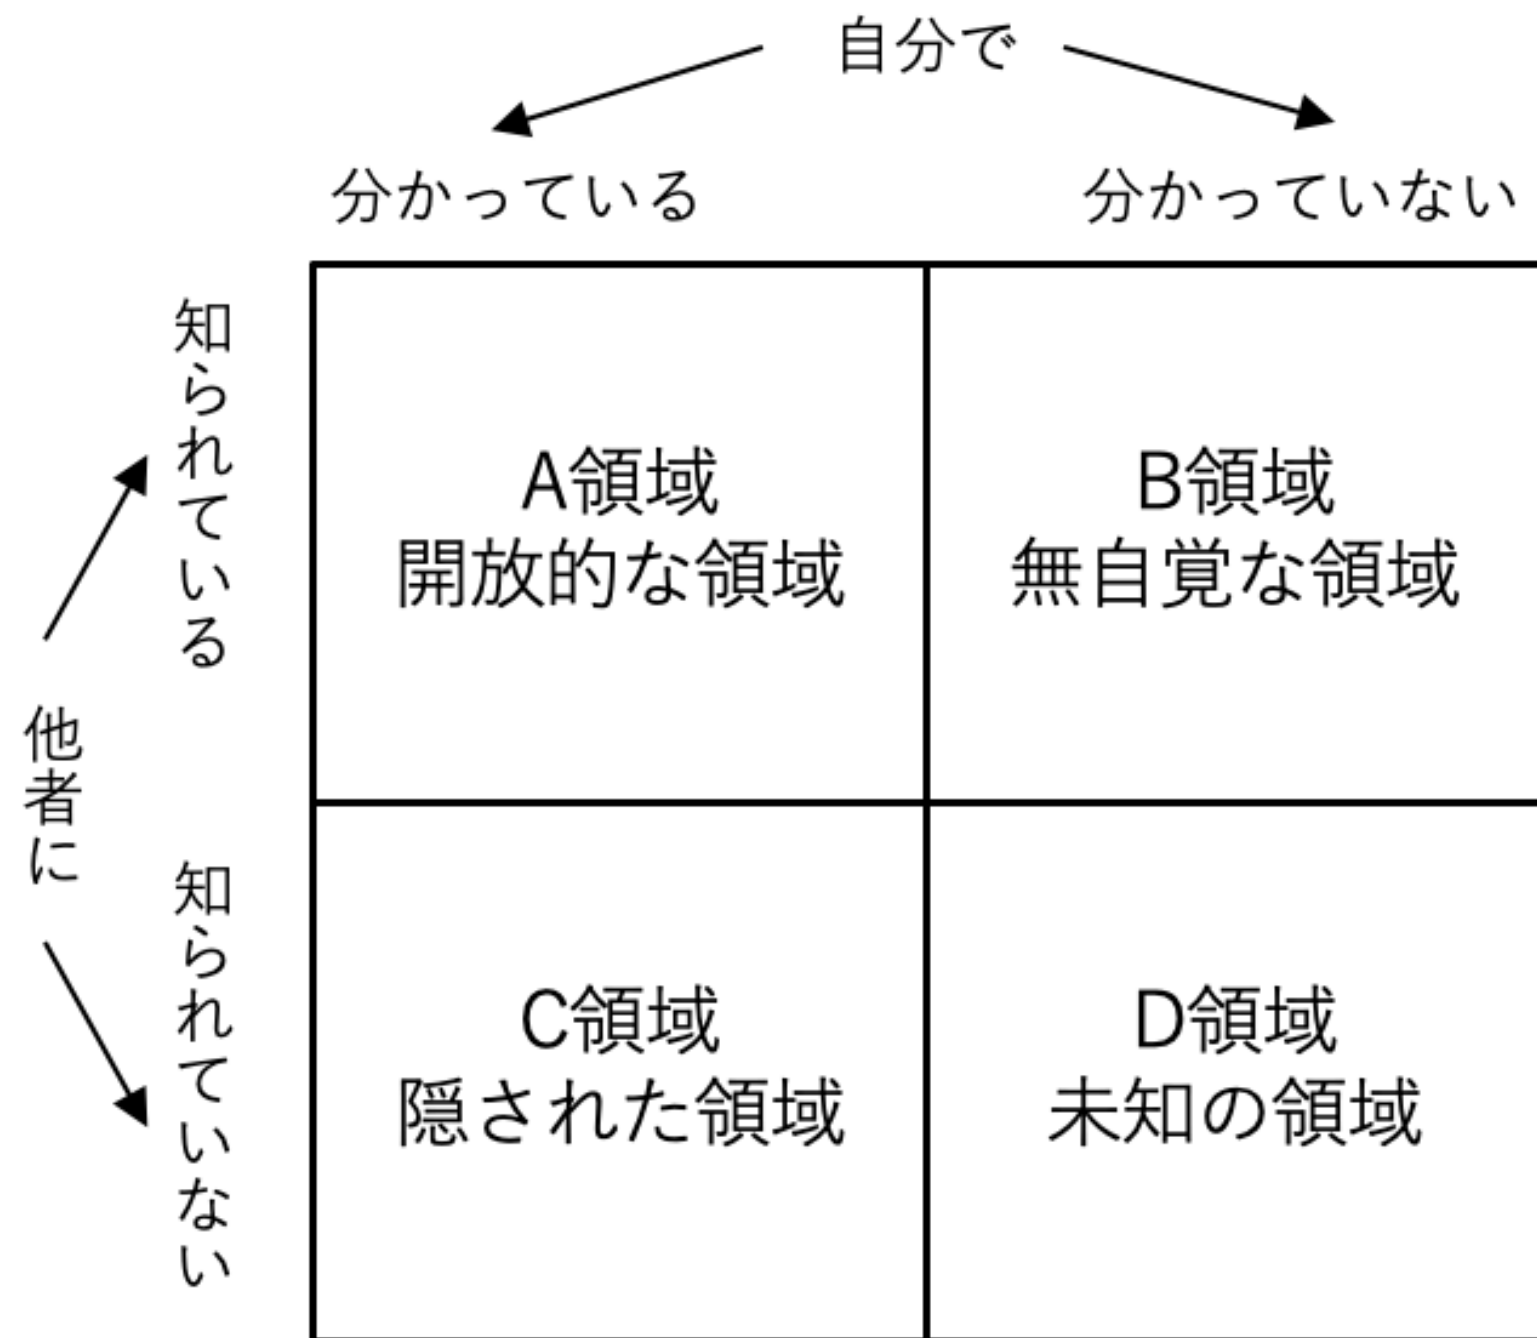 自分で
分かっている
分かっていない
他者に
知られている
知られていない
A領域
開放的な領域
B領域
無自覚な領域
C領域
隠された領域
D領域
未知の領域